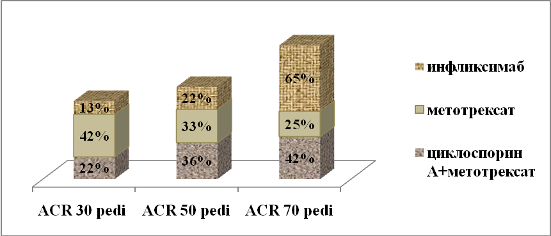 65%
13%
22%
42%
33%
25%
22%
36%
42%
ACR 30 pedi
ACR 50 pedi
ACR 70 pedi
инфликсимаб
метотрексат
циклоспорин
А+метотрексат